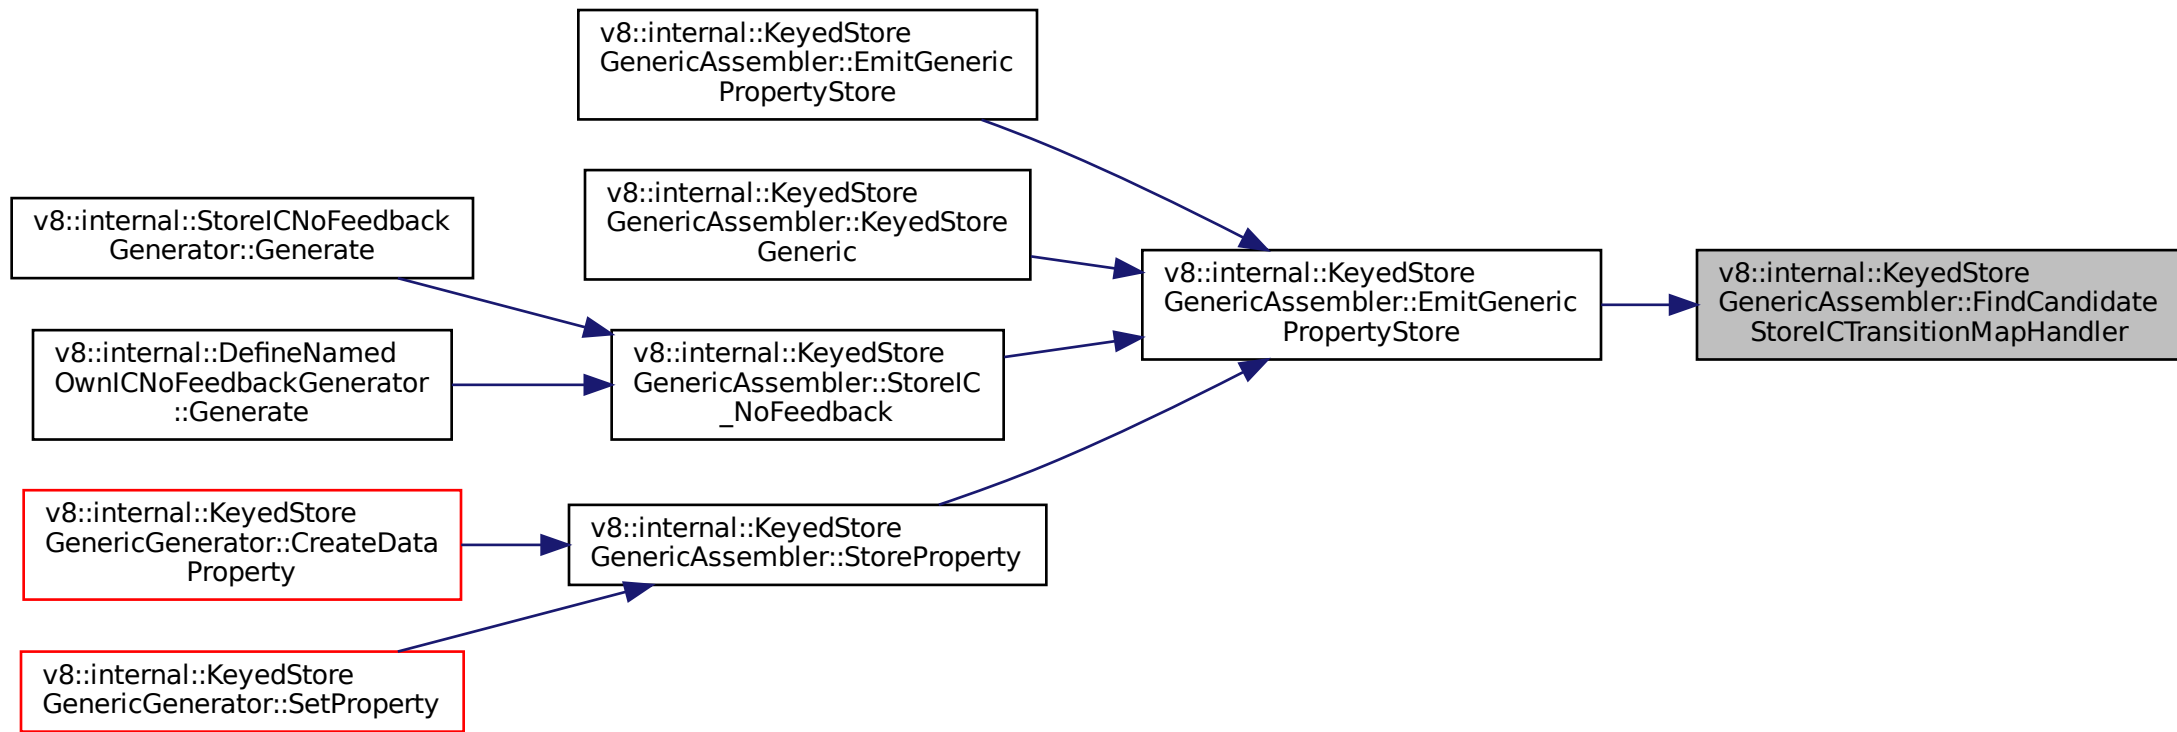 v8::internal::KeyedStore
GenericAssembler::EmitGeneric
PropertyStore
v8::internal::KeyedStore
GenericAssembler::KeyedStore
Generic
v8::internal::StoreICNoFeedback
Generator::Generate
v8::internal::KeyedStore
GenericAssembler::EmitGeneric
PropertyStore
v8::internal::KeyedStore
GenericAssembler::FindCandidate
StoreICTransitionMapHandler
v8::internal::DefineNamed
OwnICNoFeedbackGenerator
::Generate
v8::internal::KeyedStore
GenericAssembler::StoreIC
_NoFeedback
v8::internal::KeyedStore
GenericGenerator::CreateData
Property
v8::internal::KeyedStore
GenericAssembler::StoreProperty
v8::internal::KeyedStore
GenericGenerator::SetProperty